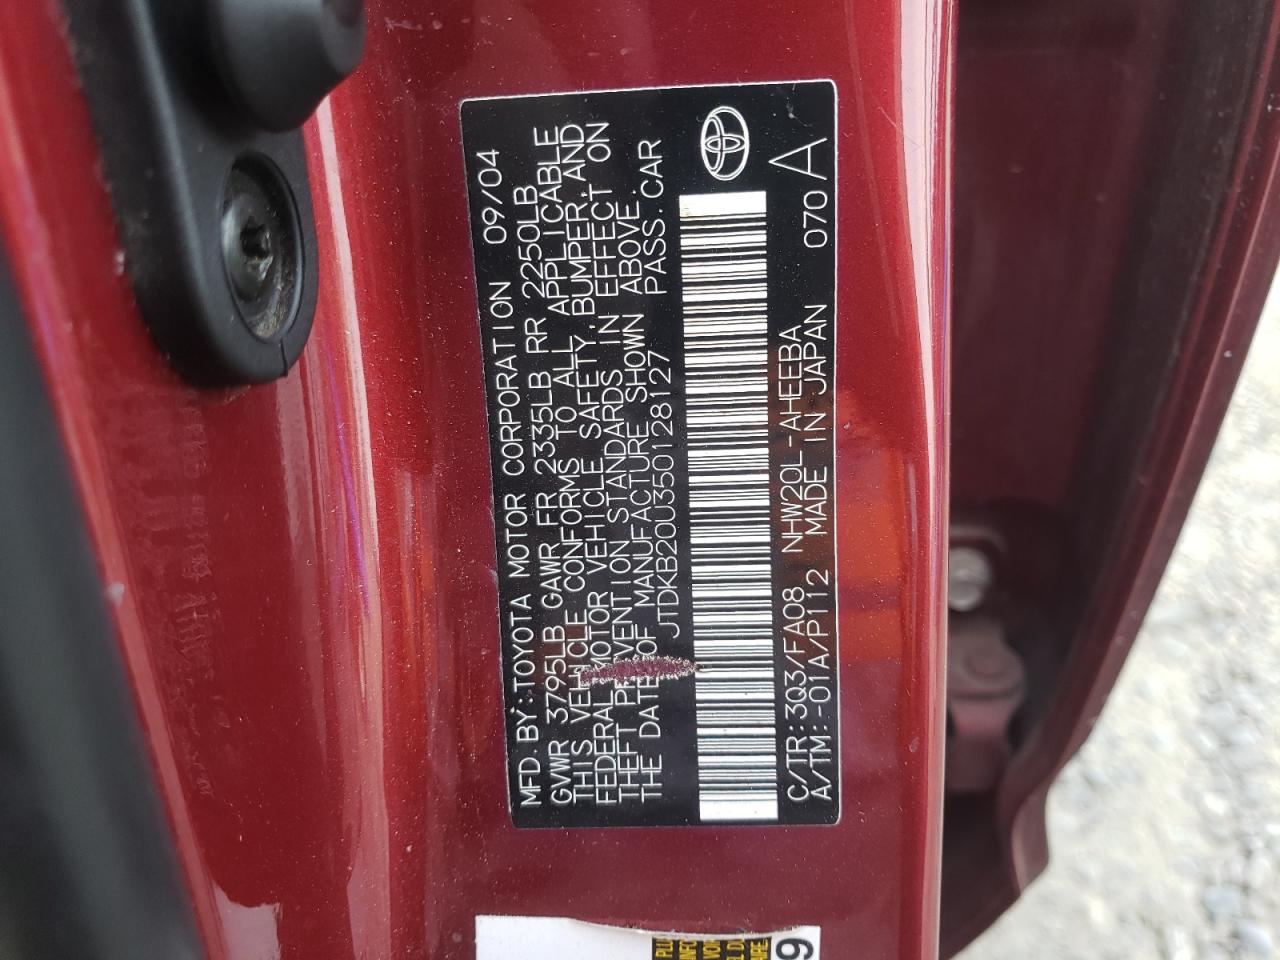 MFD. BY: TOYOTA MOTOR CORPORATION 09/04
GVWR 3795LB GAWR FR 2335LB RR 2250LB
THIS VEHICLE CONFORMS TO ALL APPLICABLE
FEDERAL MOTOR VEHICLE SAFETY, BUMPER, AND
THEFT PREVENTION STANDARDS IN EFFECT ON
THE DATE OF MANUFACTURE SHOWN ABOVE.
JTDKB20U350128127 PASS. CAR
C/TR: 3Q3/FA08 NHW20L-AHEEBA
A/TM: -01A/P112 MADE IN JAPAN 070 A
9